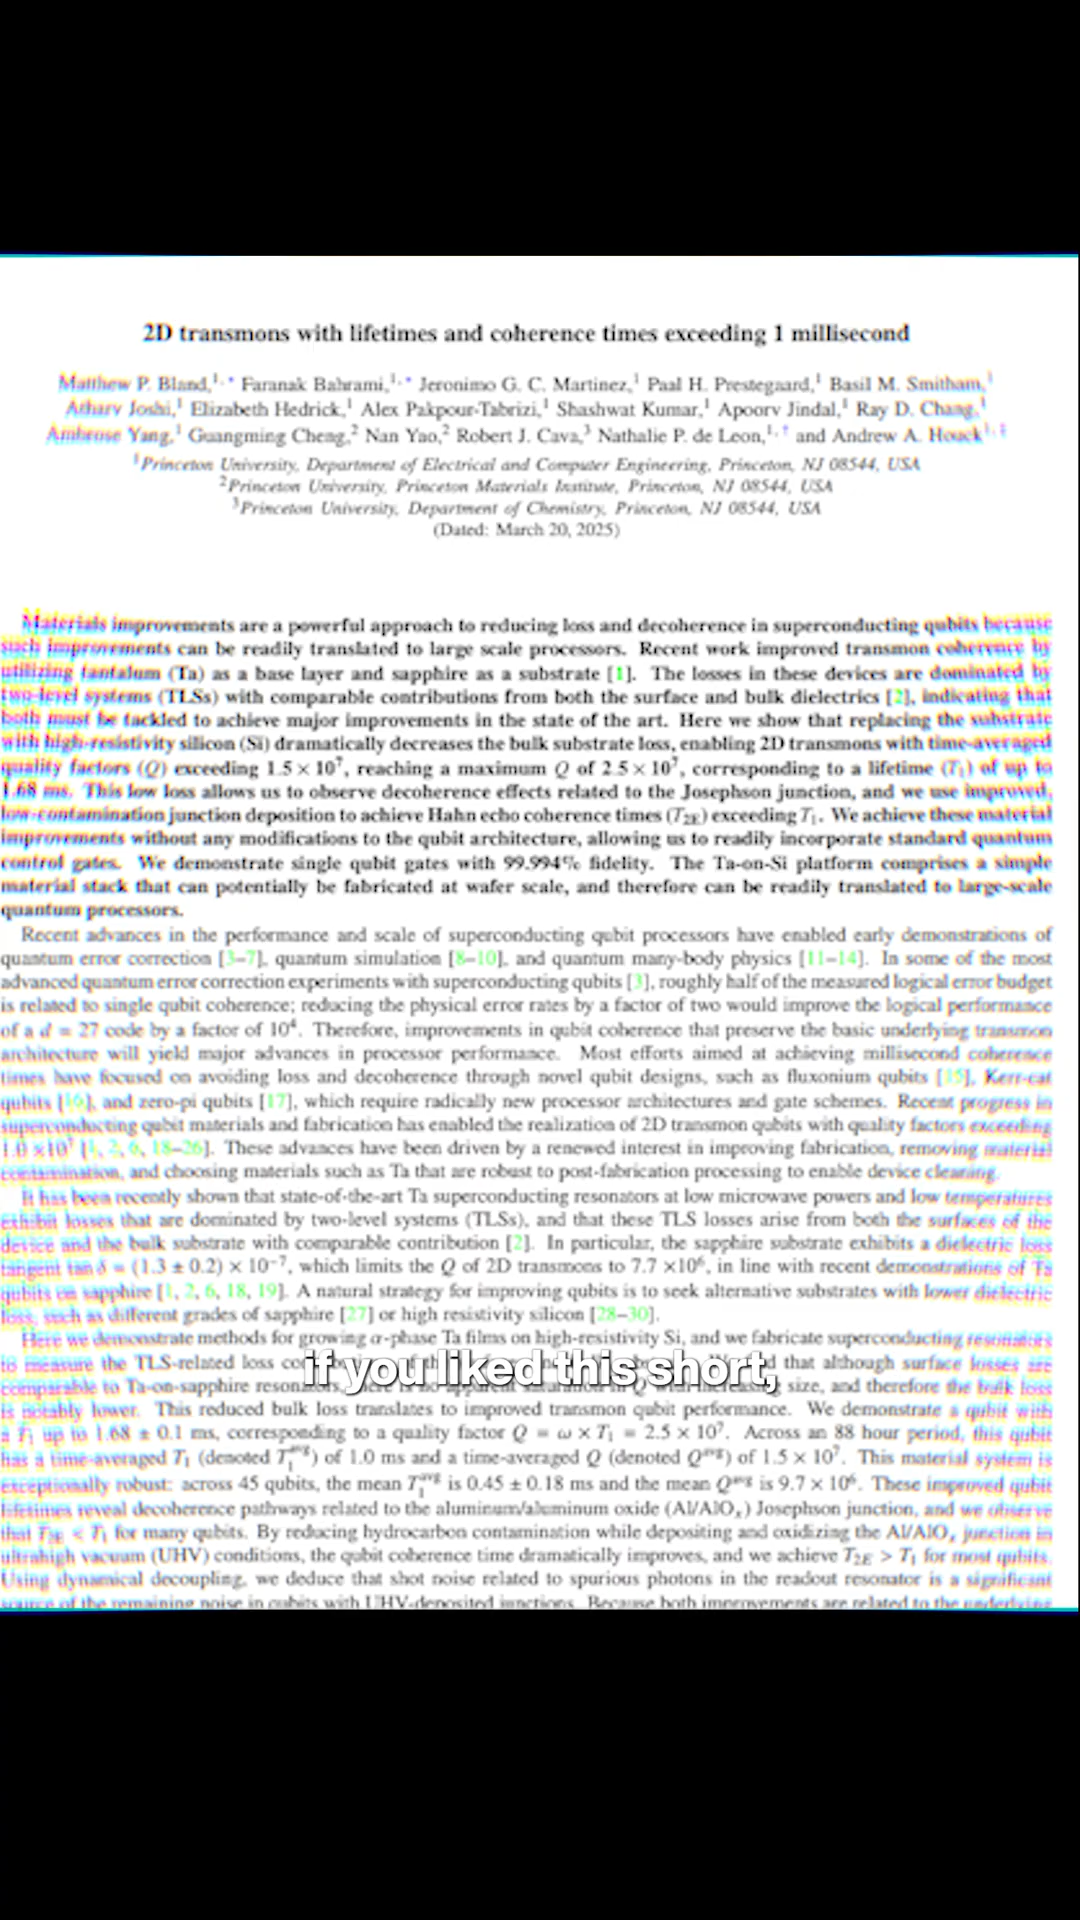 2D transmons with lifetimes and coherence times exceeding 1 millisecond
Matthew P. Bland,¹,* Faranak Bahrami,¹,* Jeronimo G. C. Martinez,¹ Paal H. Prestegaard,¹ Basil M. Smitham,¹
Atharv Joshi,¹ Elizabeth Hedrick,¹ Alex Pakpour-Tabrizi,¹ Shashwat Kumar,¹ Apoorv Jindal,¹ Ray D. Chang,¹
Ambrose Yang,¹ Guangming Cheng,² Nan Yao,² Robert J. Cava,³ Nathalie P. de Leon,¹,† and Andrew A. Houck¹,‡
¹Princeton University, Department of Electrical and Computer Engineering, Princeton, NJ 08544, USA
²Princeton University, Princeton Materials Institute, Princeton, NJ 08544, USA
³Princeton University, Department of Chemistry, Princeton, NJ 08544, USA
(Dated: March 20, 2025)
Materials improvements are a powerful approach to reducing loss and decoherence in superconducting qubits because
such improvements can be readily translated to large scale processors. Recent work improved transmon coherence by
utilizing tantalum (Ta) as a base layer and sapphire as a substrate [1]. The losses in these devices are dominated by
two-level systems (TLSs) with comparable contributions from both the surface and bulk dielectrics [2], indicating that
both must be tackled to achieve major improvements in the state of the art. Here we show that replacing the substrate
with high-resistivity silicon (Si) dramatically decreases the bulk substrate loss, enabling 2D transmons with time-averaged
quality factors (Q) exceeding 1.5 × 10⁷, reaching a maximum Q of 2.5 × 10⁷, corresponding to a lifetime (T₁) of up to
1.68 ms. This low loss allows us to observe decoherence effects related to the Josephson junction, and we use improved,
low-contamination junction deposition to achieve Hahn echo coherence times (T₂E) exceeding T₁. We achieve these material
improvements without any modifications to the qubit architecture, allowing us to readily incorporate standard quantum
control gates. We demonstrate single qubit gates with 99.994% fidelity. The Ta-on-Si platform comprises a simple
material stack that can potentially be fabricated at wafer scale, and therefore can be readily translated to large-scale
quantum processors.
Recent advances in the performance and scale of superconducting qubit processors have enabled early demonstrations of
quantum error correction [3–7], quantum simulation [8–10], and quantum many-body physics [11–14]. In some of the most
advanced quantum error correction experiments with superconducting qubits [3], roughly half of the measured logical error budget
is related to single qubit coherence; reducing the physical error rates by a factor of two would improve the logical performance
of a d = 27 code by a factor of 10⁴. Therefore, improvements in qubit coherence that preserve the basic underlying transmon
architecture will yield major advances in processor performance. Most efforts aimed at achieving millisecond coherence
times have focused on avoiding loss and decoherence through novel qubit designs, such as fluxonium qubits [15], Kerr-cat
qubits [16], and zero-pi qubits [17], which require radically new processor architectures and gate schemes. Recent progress in
superconducting qubit materials and fabrication has enabled the realization of 2D transmon qubits with quality factors exceeding
1.0 ×10⁷ [1, 2, 6, 18–26]. These advances have been driven by a renewed interest in improving fabrication, removing material
contamination, and choosing materials such as Ta that are robust to post-fabrication processing to enable device cleaning.
It has been recently shown that state-of-the-art Ta superconducting resonators at low microwave powers and low temperatures
exhibit losses that are dominated by two-level systems (TLSs), and that these TLS losses arise from both the surfaces of the
device and the bulk substrate with comparable contribution [2]. In particular, the sapphire substrate exhibits a dielectric loss
tangent tan δ = (1.3 ± 0.2) × 10⁻⁷, which limits the Q of 2D transmons to 7.7 ×10⁶, in line with recent demonstrations of Ta
qubits on sapphire [1, 2, 6, 18, 19]. A natural strategy for improving qubits is to seek alternative substrates with lower dielectric
loss, such as different grades of sapphire [27] or high resistivity silicon [28–30].
Here we demonstrate methods for growing α-phase Ta films on high-resistivity Si, and we fabricate superconducting resonators
to measure the TLS-related loss that although surface losses are
if you liked this short,
comparable to Ta-on-sapphire size, and therefore the bulk loss
is notably lower. This reduced bulk loss translates to improved transmon qubit performance. We demonstrate a qubit with
a T₁ up to 1.68 ± 0.1 ms, corresponding to a quality factor Q = ω × T₁ = 2.5 × 10⁷. Across an 88 hour period, this qubit
has a time-averaged T₁ (denoted T₁ᵃᵛᵍ) of 1.0 ms and a time-averaged Q (denoted Qᵃᵛᵍ) of 1.5 × 10⁷. This material system is
exceptionally robust: across 45 qubits, the mean T₁ᵃᵛᵍ is 0.45 ± 0.18 ms and the mean Qᵃᵛᵍ is 9.7 × 10⁶. These improved qubit
lifetimes reveal decoherence pathways related to the aluminum/aluminum oxide (Al/AlOₓ) Josephson junction, and we observe
that T₂E < T₁ for many qubits. By reducing hydrocarbon contamination while depositing and oxidizing the Al/AlOₓ junction in
ultrahigh vacuum (UHV) conditions, the qubit coherence time dramatically improves, and we achieve T₂E > T₁ for most qubits.
Using dynamical decoupling, we deduce that shot noise related to spurious photons in the readout resonator is a significant
source of the remaining noise in qubits with UHV-deposited junctions. Because both improvements are related to the underlying